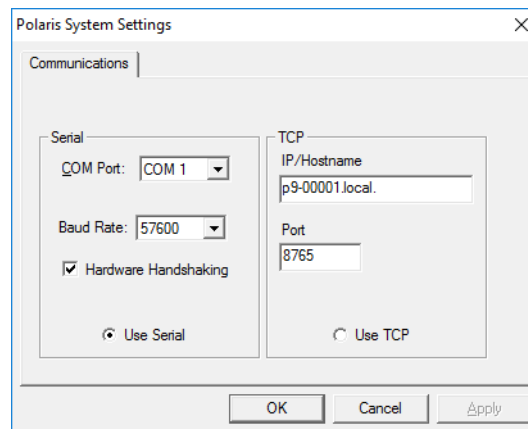 Polaris System Settings
Communications
Serial
COM Port: COM 1
Baud Rate: 57600
Hardware Handshaking
Use Serial
TCP
IP/Hostname
p9-00001.local.
Port
8765
Use TCP
OK Cancel Apply